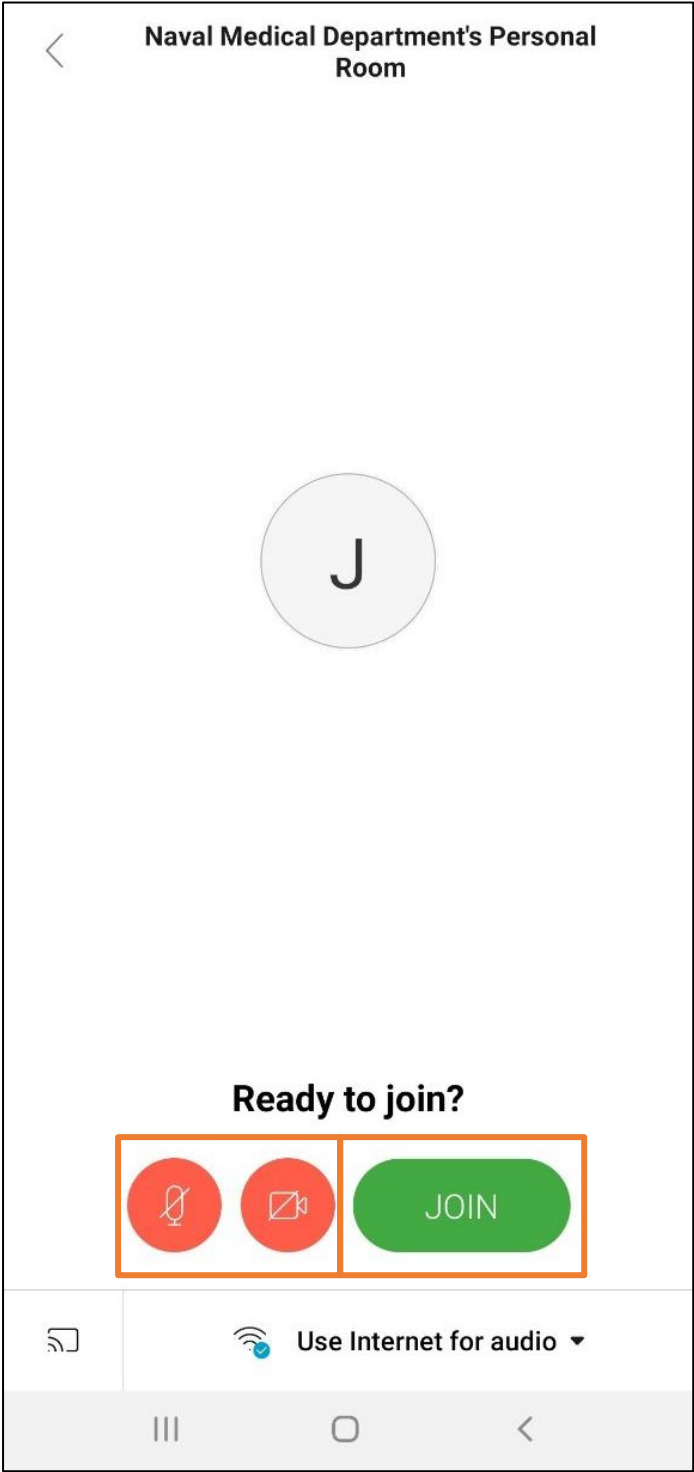 Naval Medical Department's Personal
Room
J
Ready to join?
JOIN
Use Internet for audio